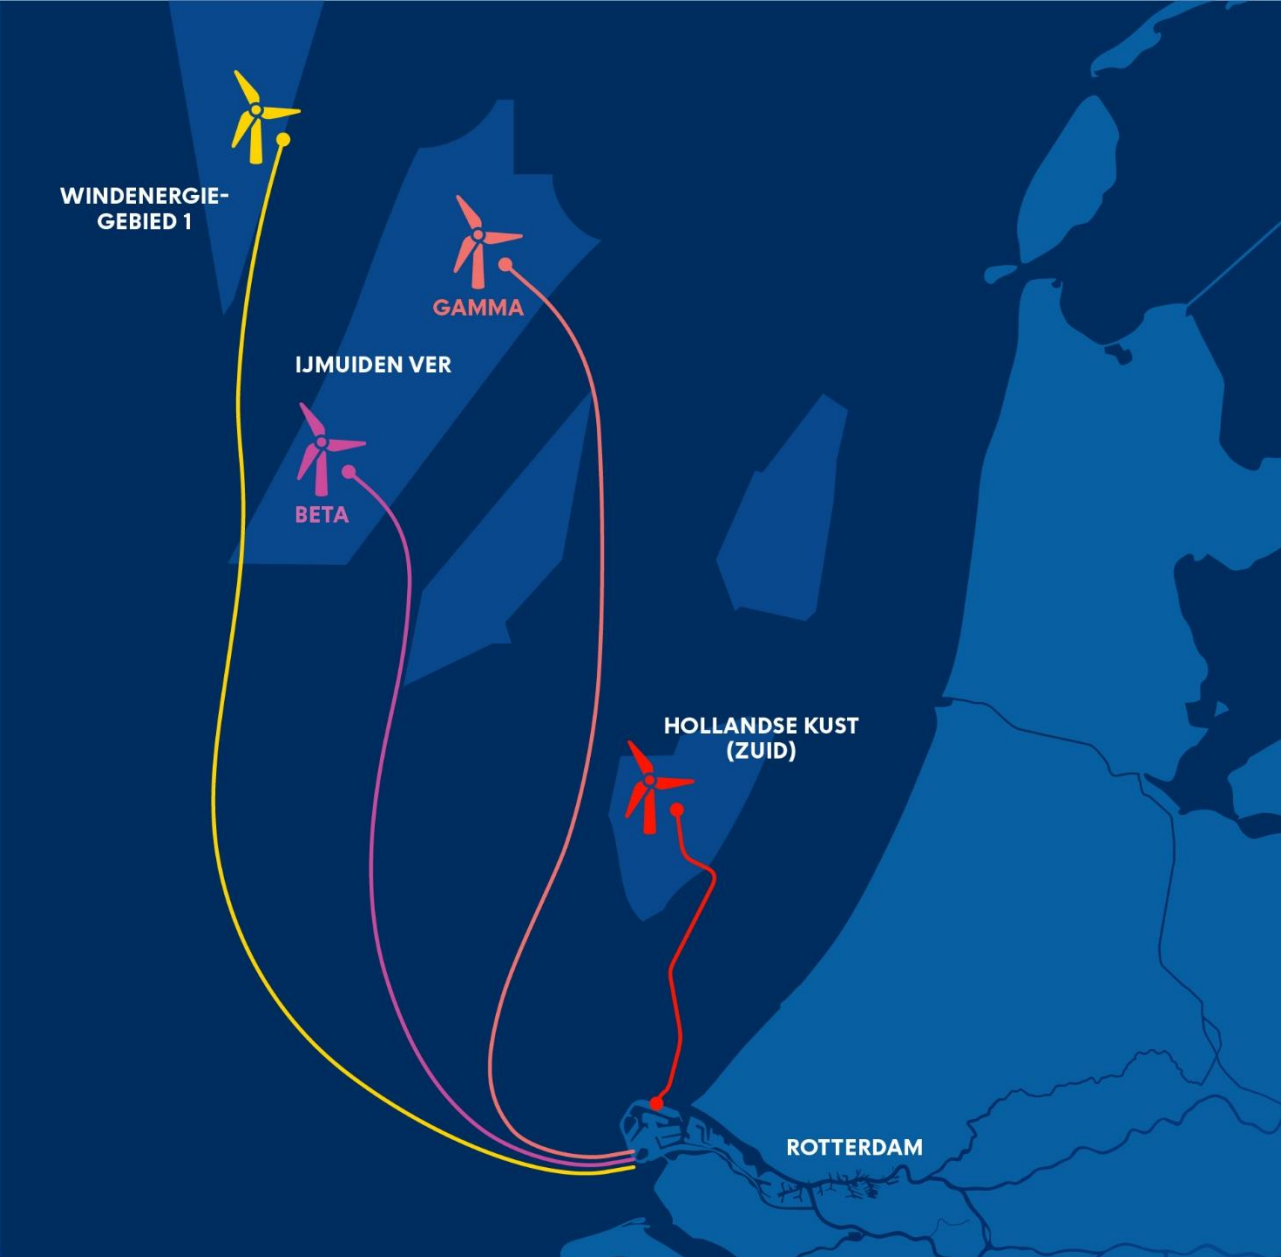 WINDENERGIE-
GEBIED 1
GAMMA
IJMUIDEN VER
BETA
HOLLANDSE KUST
(ZUID)
ROTTERDAM